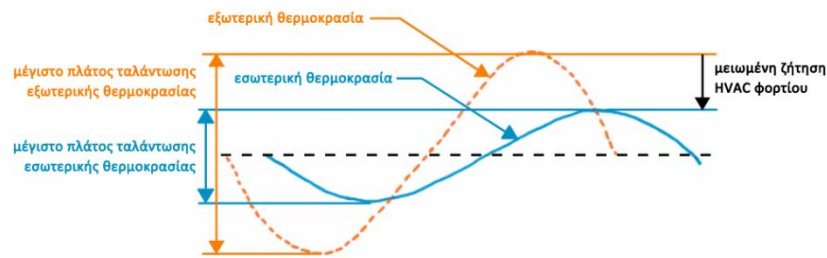 εξωτερική θερμοκρασία
μέγιστο πλάτος ταλάντωσης
εξωτερικής θερμοκρασίας
εσωτερική θερμοκρασία
μειωμένη ζήτηση
HVAC φορτίου
μέγιστο πλάτος ταλάντωσης
εσωτερικής θερμοκρασίας